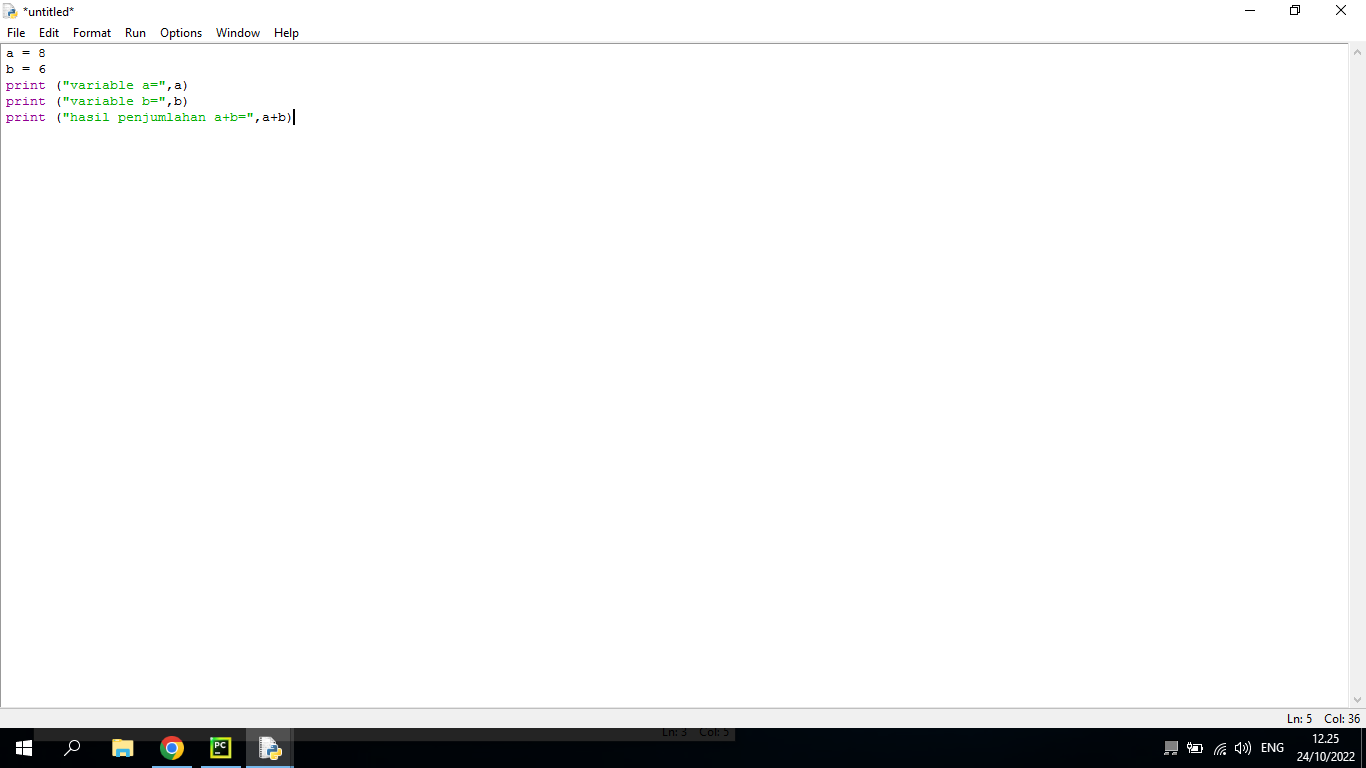 *untitled*
File Edit Format Run Options Window Help
a = 8
b = 6
print ("variable a=",a)
print ("variable b=",b)
print ("hasil penjumlahan a+b=",a+b)
Ln: 5 Col: 36
Ln: 3 Col: 5
PC
ENG
12.25
24/10/2022